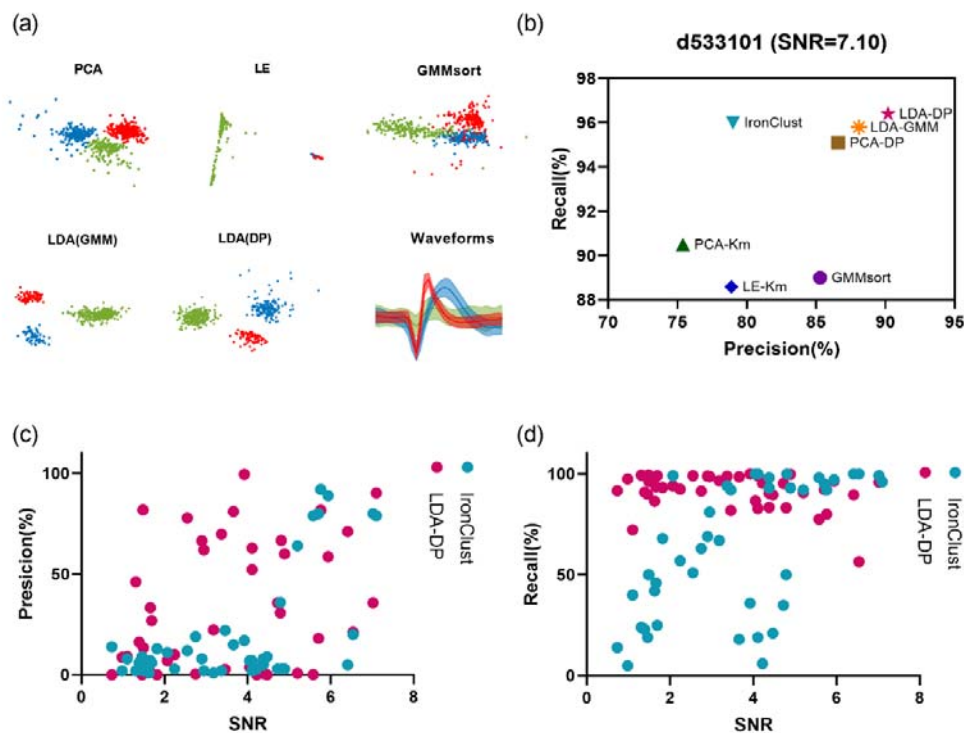 (a)
PCA
LE
GMMsort
LDA(GMM)
LDA(DP)
Waveforms
(b)
d533101 (SNR=7.10)
Recall(%)
98
96
94
92
90
88
IronClust
LDA-DP
LDA-GMM
PCA-DP
PCA-Km
LE-Km
GMMsort
70 75 80 85 90 95
Precision(%)
(c)
Presicion(%)
100
50
0
0 2 4 6 8
SNR
LDA-DP
IronClust
(d)
Recall(%)
100
50
0
0 2 4 6 8
SNR
LDA-DP
IronClust